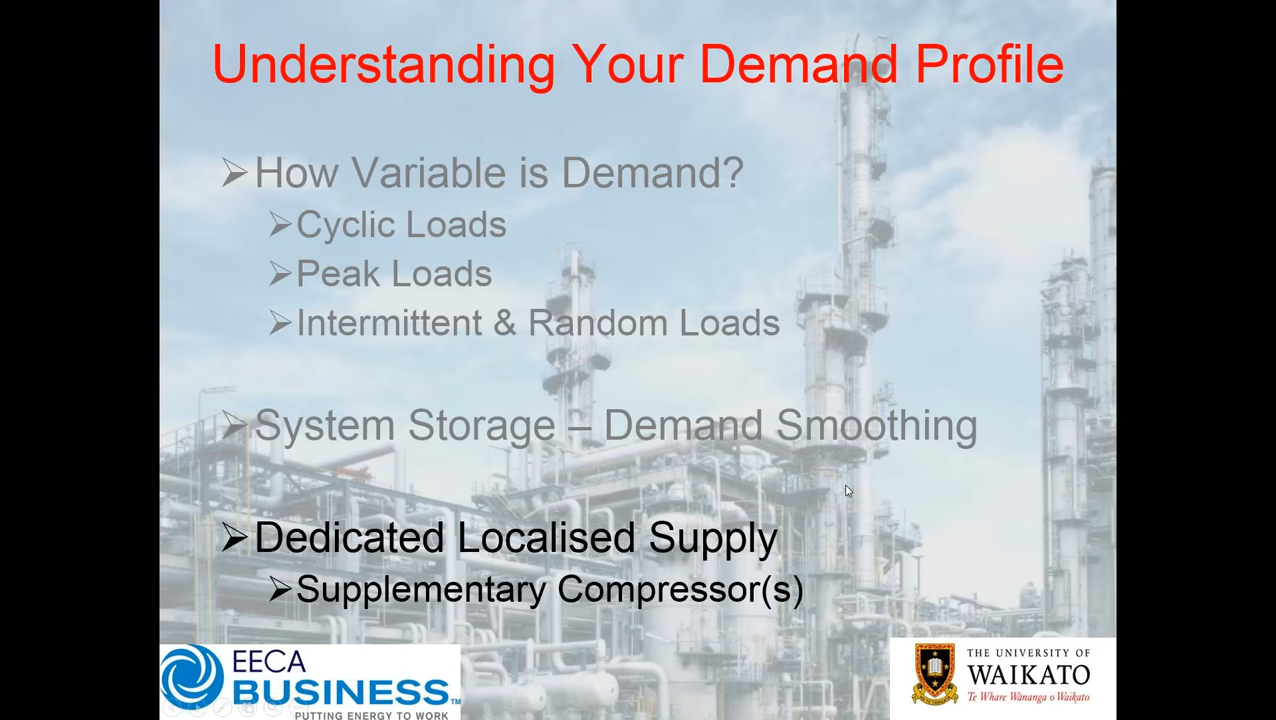 Understanding Your Demand Profile
How Variable is Demand?
Cyclic Loads
Peak Loads
Intermittent & Random Loads
System Storage – Demand Smoothing
Dedicated Localised Supply
Supplementary Compressor(s)
EECA
BUSINESS™
PUTTING ENERGY TO WORK
THE UNIVERSITY OF
WAIKATO
Te Whare Wānanga o Waikato